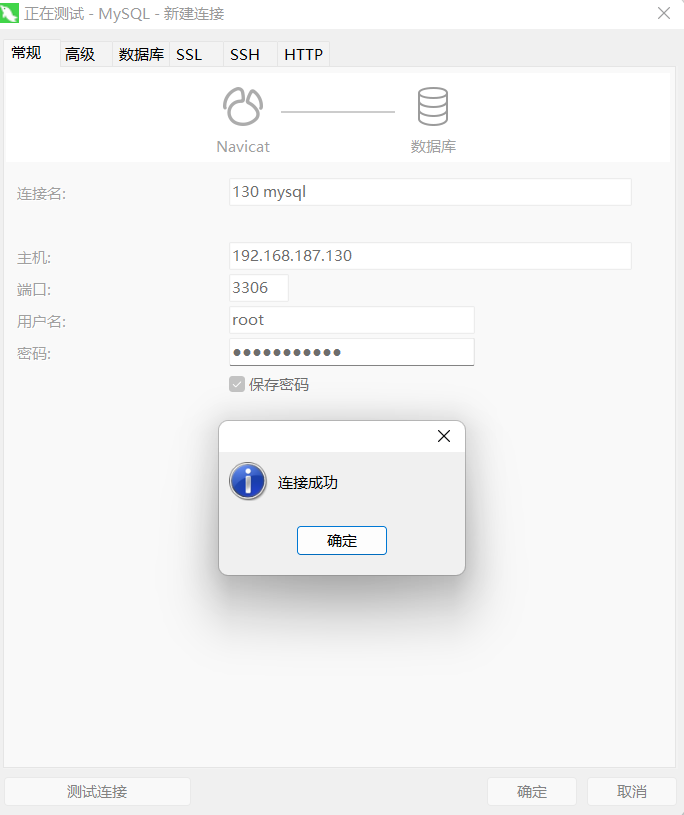 正在测试 - MySQL - 新建连接
常规 高级 数据库 SSL SSH HTTP
Navicat 数据库
连接名: 130 mysql
主机: 192.168.187.130
端口: 3306
用户名: root
密码: ●●●●●●●●●●●
保存密码
连接成功
确定
测试连接 确定 取消